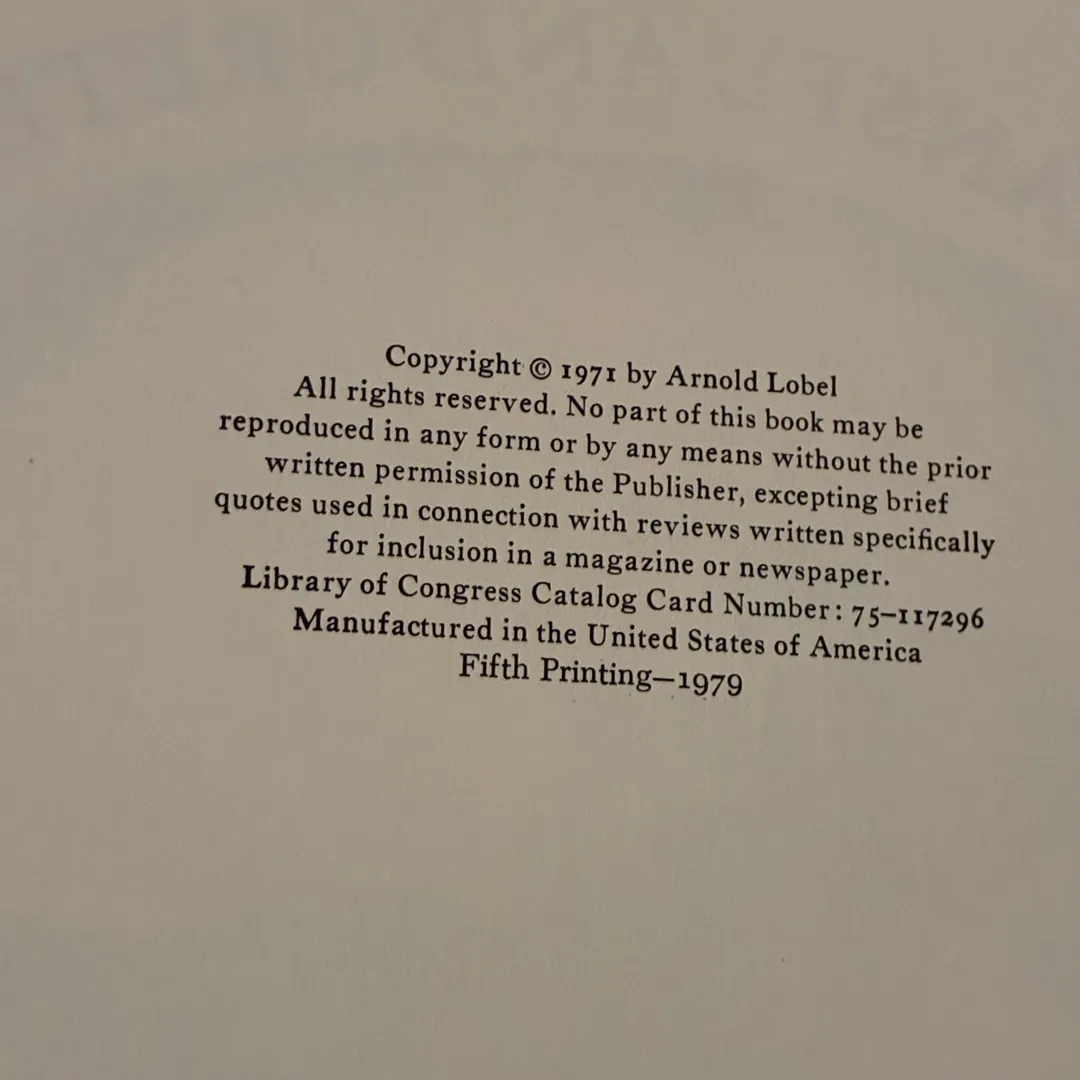 Copyright © 1971 by Arnold Lobel
All rights reserved. No part of this book may be
reproduced in any form or by any means without the prior
written permission of the Publisher, excepting brief
quotes used in connection with reviews written specifically
for inclusion in a magazine or newspaper.
Library of Congress Catalog Card Number: 75–117296
Manufactured in the United States of America
Fifth Printing—1979